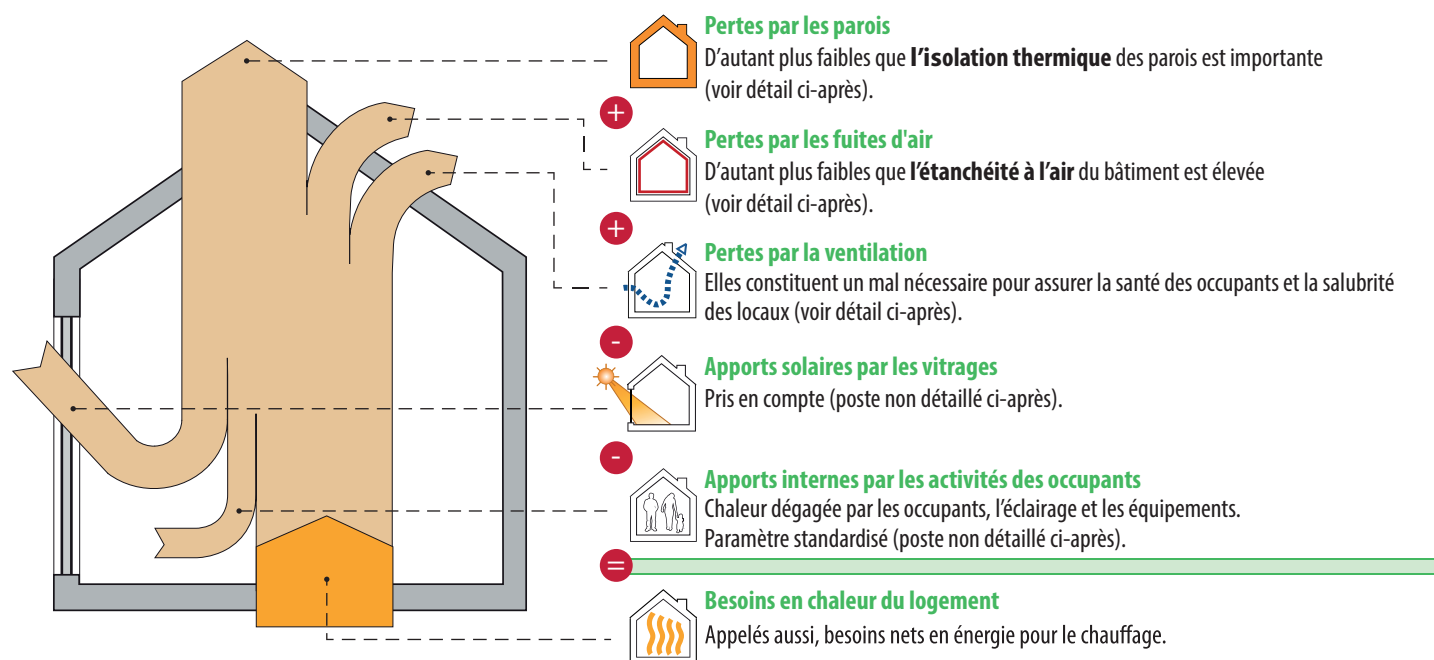 Pertes par les parois
D'autant plus faibles que l'isolation thermique des parois est importante
(voir détail ci-après).
+
Pertes par les fuites d'air
D'autant plus faibles que l'étanchéité à l'air du bâtiment est élevée
(voir détail ci-après).
+
Pertes par la ventilation
Elles constituent un mal nécessaire pour assurer la santé des occupants et la salubrité
des locaux (voir détail ci-après).
-
Apports solaires par les vitrages
Pris en compte (poste non détaillé ci-après).
-
Apports internes par les activités des occupants
Chaleur dégagée par les occupants, l'éclairage et les équipements.
Paramètre standardisé (poste non détaillé ci-après).
=
Besoins en chaleur du logement
Appelés aussi, besoins nets en énergie pour le chauffage.